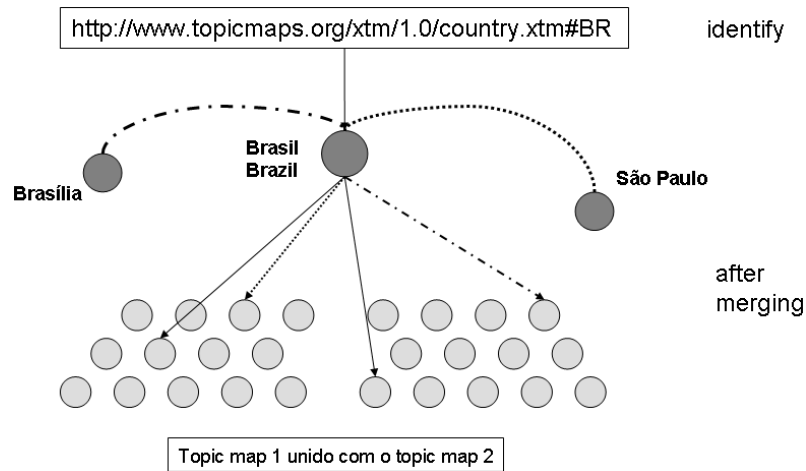 http://www.topicmaps.org/xtm/1.0/country.xtm#BR
identify
Brasil
Brazil
Brasília
São Paulo
after
merging
Topic map 1 unido com o topic map 2